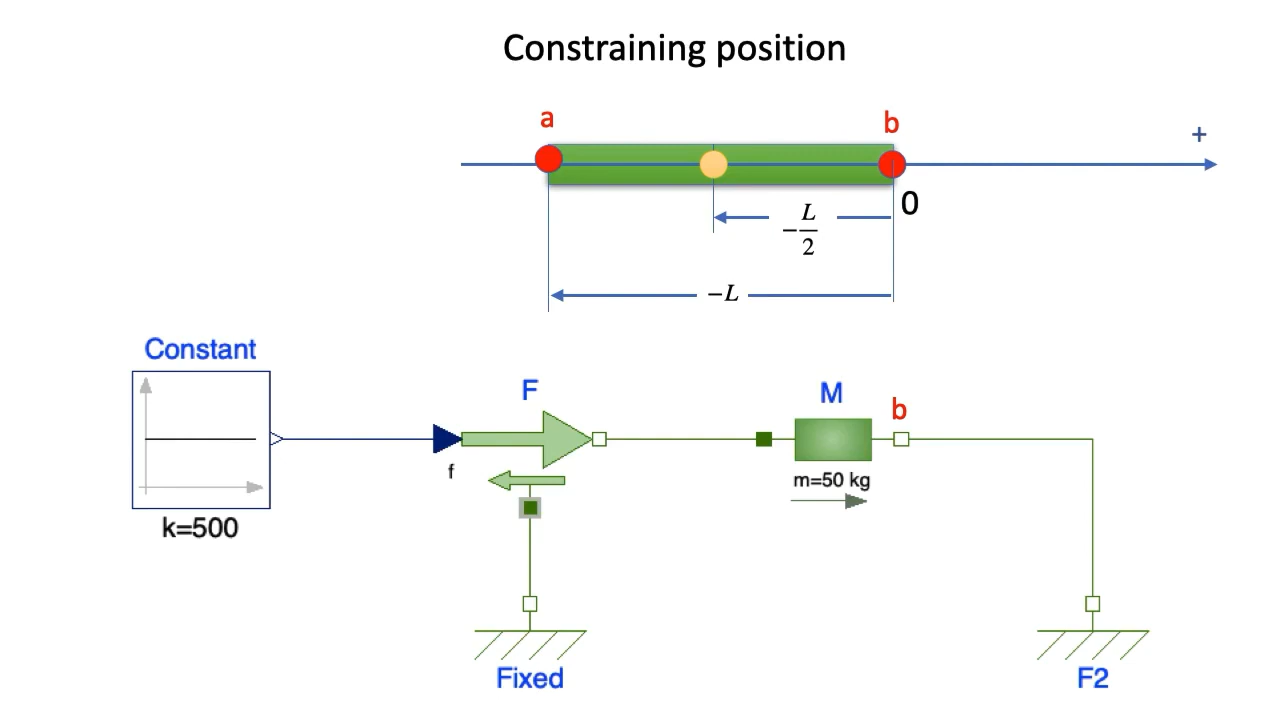 Constraining position
a
b
+
0
−L/2
−L
Constant
k=500
f
F
M
b
m=50 kg
Fixed
F2